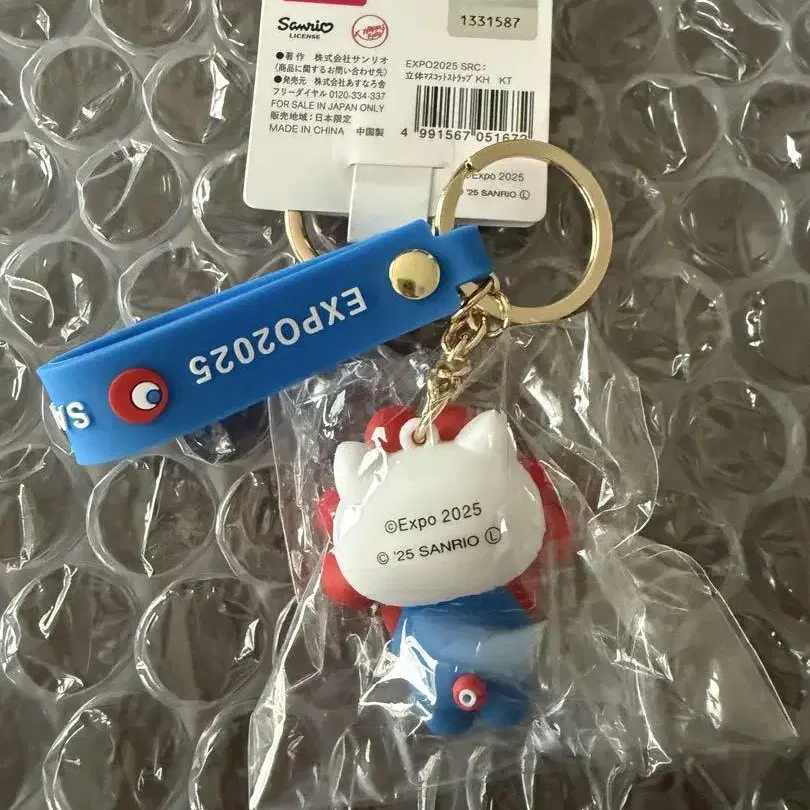 Sanrio
LICENSE
1331587
●著作 株式会社サンリオ
(商品に関するお問い合わせ先)
●発売元 株式会社あすなろ舎
フリーダイヤル 0120-334-337
FOR SALE IN JAPAN ONLY
販売地域:日本限定
MADE IN CHINA 中国製
EXPO2025 SRC:
立体マスコットストラップ KH KT
4 991567 051672
©Expo 2025
© '25 SANRIO Ⓛ
EXPO2025
SA
©Expo 2025
© '25 SANRIO Ⓛ